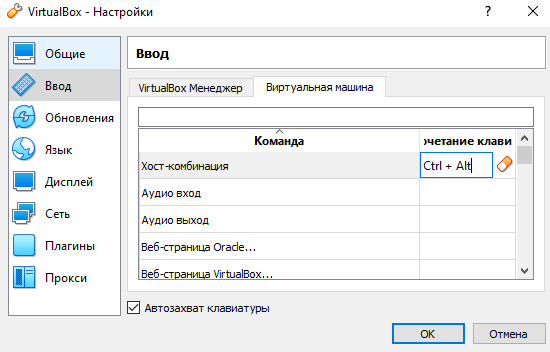 VirtualBox - Настройки
Общие
Ввод
Обновления
Язык
Дисплей
Сеть
Плагины
Прокси
Ввод
VirtualBox Менеджер
Виртуальная машина
Команда
очетание клави
Хост-комбинация
Ctrl + Alt
Аудио вход
Аудио выход
Веб-страница Oracle...
Веб-страница VirtualBox...
Автозахват клавиатуры
OK
Отмена